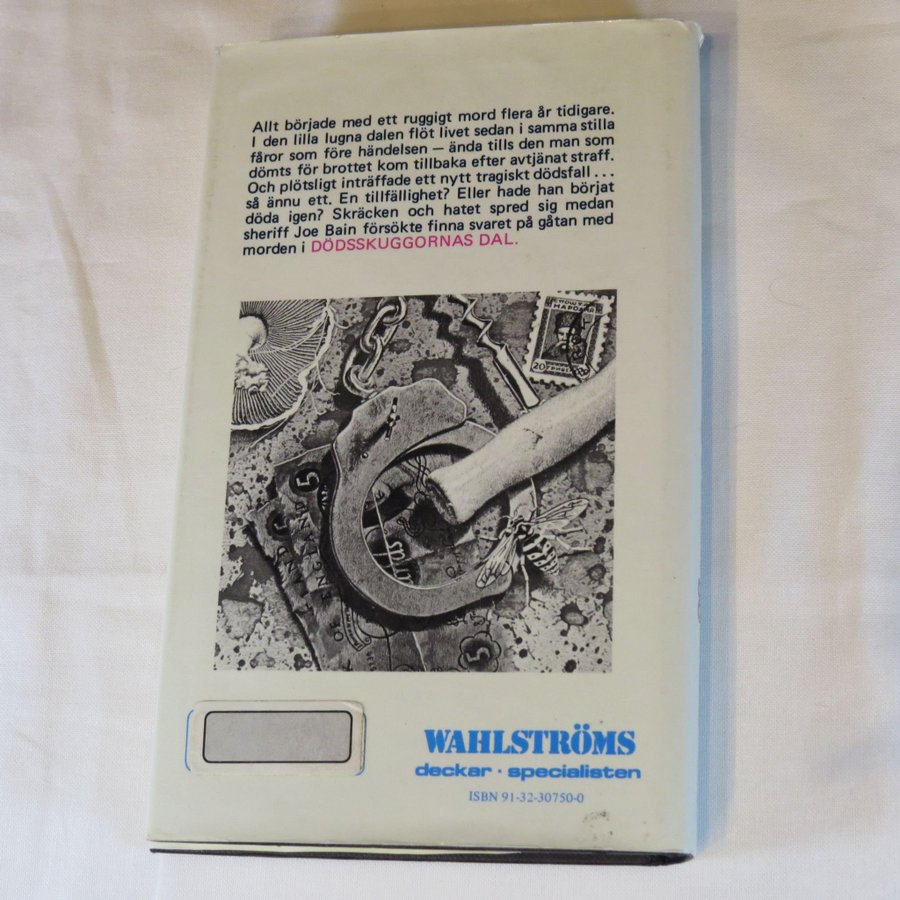 Allt började med ett ruggigt mord flera år tidigare.
I den lilla lugna dalen flöt livet sedan i samma stilla
fåror som före händelsen – ända tills den man som
dömts för brottet kom tillbaka efter avtjänat straff.
Och plötsligt inträffade ett nytt tragiskt dödsfall...
så ännu ett. En tillfällighet? Eller hade han börjat
döda igen? Skräcken och hatet spred sig medan
sheriff Joe Bain försökte finna svaret på gåtan med
morden i DÖDSSKUGGORNAS DAL.
20
5
ENGLAND
5
WAHLSTRÖMS
deckar · specialisten
ISBN 91-32-30750-0